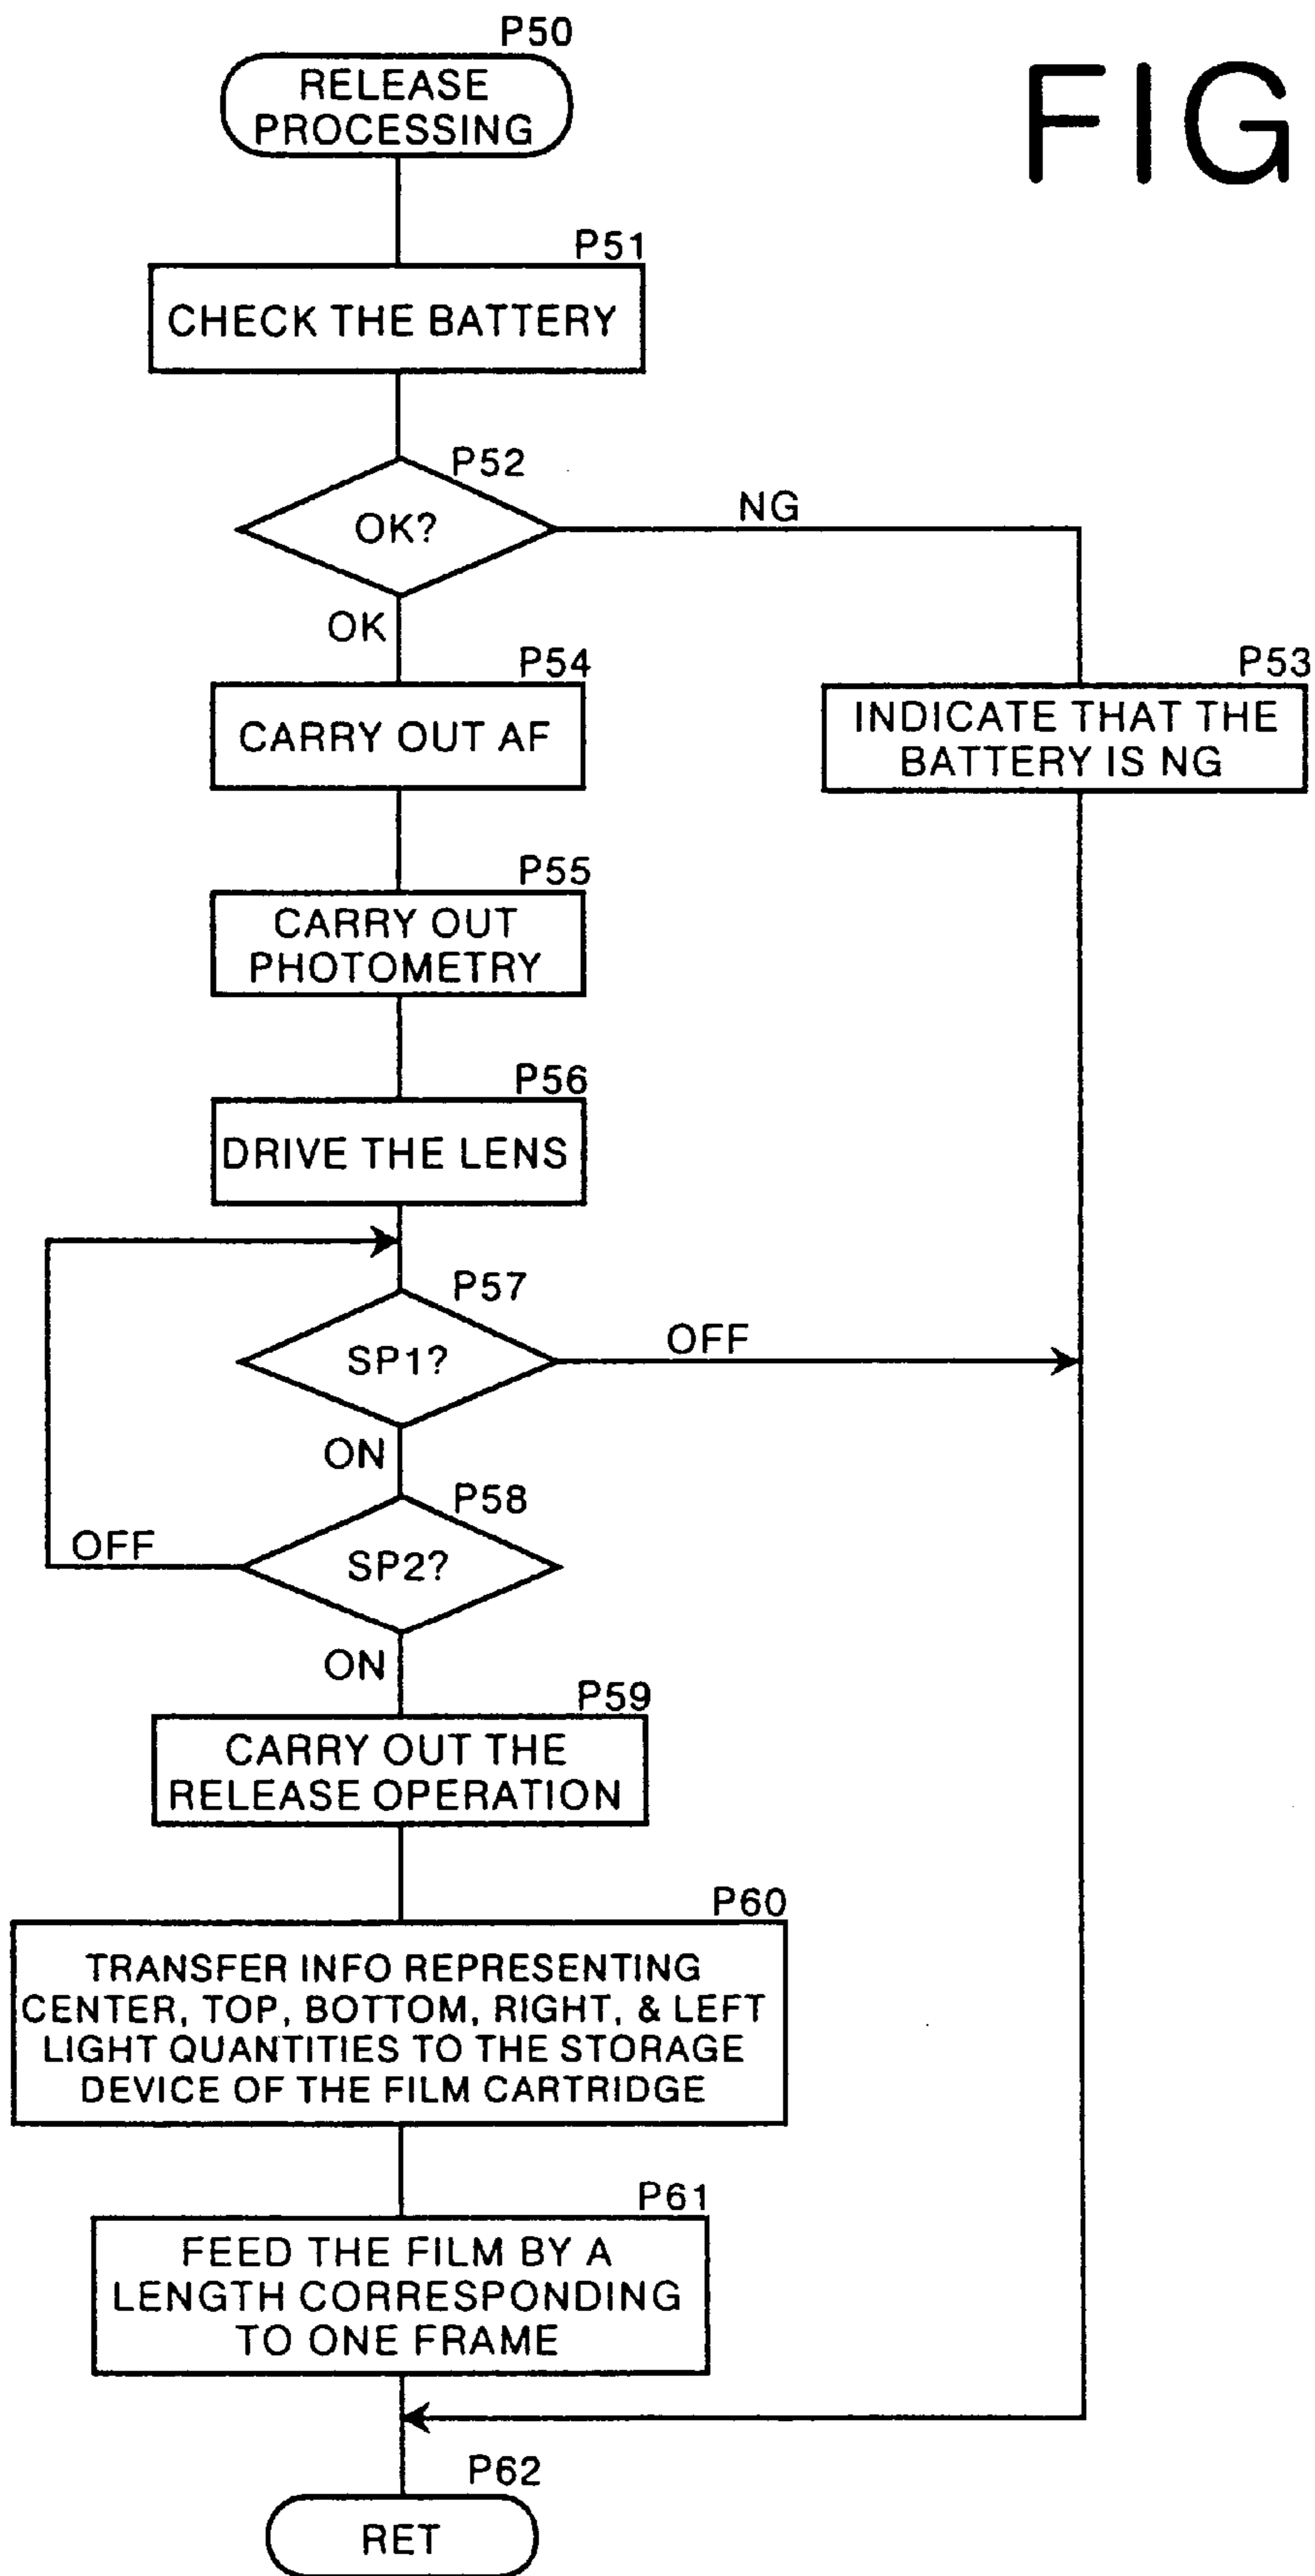 P50
FIG
RELEASE
PROCESSING
P51
CHECK THE BATTERY
P52
OK?
NG
OK
P54
CARRY OUT AF
P53
INDICATE THAT THE
BATTERY IS NG
P55
CARRY OUT
PHOTOMETRY
P56
DRIVE THE LENS
P57
SP1?
OFF
ON
P58
SP2?
OFF
ON
P59
CARRY OUT THE
RELEASE OPERATION
P60
TRANSFER INFO REPRESENTING
CENTER, TOP, BOTTOM, RIGHT, & LEFT
LIGHT QUANTITIES TO THE STORAGE
DEVICE OF THE FILM CARTRIDGE
P61
FEED THE FILM BY A
LENGTH CORRESPONDING
TO ONE FRAME
P62
RET